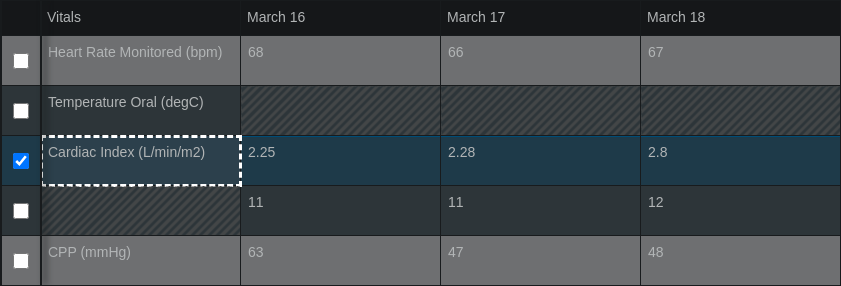 Vitals March 16 March 17 March 18
Heart Rate Monitored (bpm) 68 66 67
Temperature Oral (degC)
Cardiac Index (L/min/m2) 2.25 2.28 2.8
11 11 12
CPP (mmHg) 63 47 48